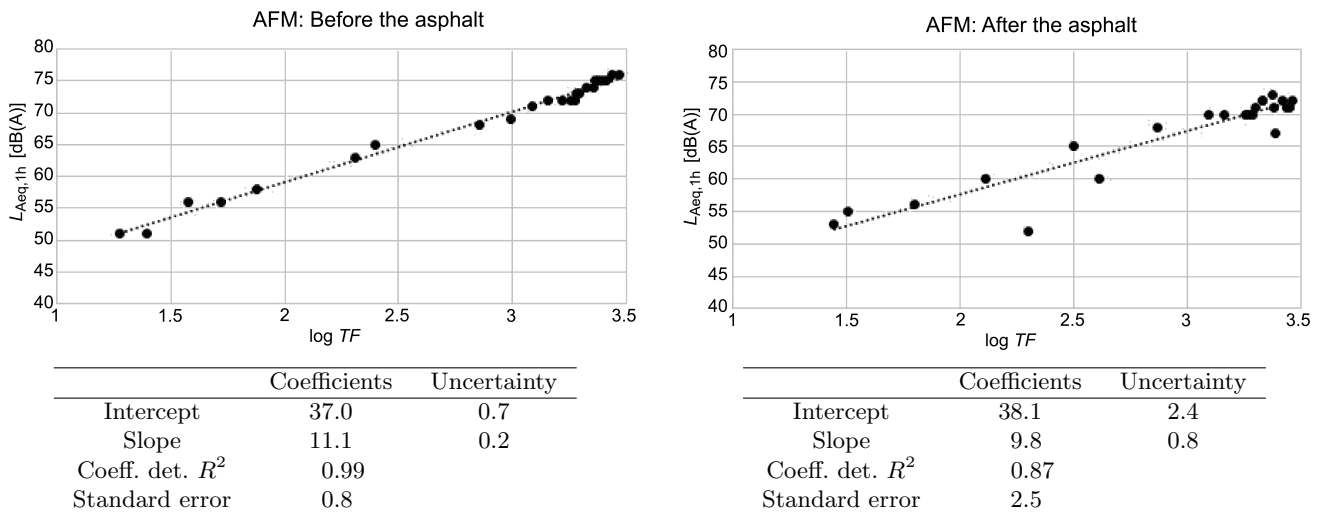 AFM: Before the asphalt
80
75
70
65
60
55
50
45
40
L_Aeq,1h [dB(A)]
1 1.5 2 2.5 3 3.5
log TF
Coefficients Uncertainty
Intercept 37.0 0.7
Slope 11.1 0.2
Coeff. det. R² 0.99
Standard error 0.8
AFM: After the asphalt
80
75
70
65
60
55
50
45
40
L_Aeq,1h [dB(A)]
1 1.5 2 2.5 3 3.5
log TF
Coefficients Uncertainty
Intercept 38.1 2.4
Slope 9.8 0.8
Coeff. det. R² 0.87
Standard error 2.5